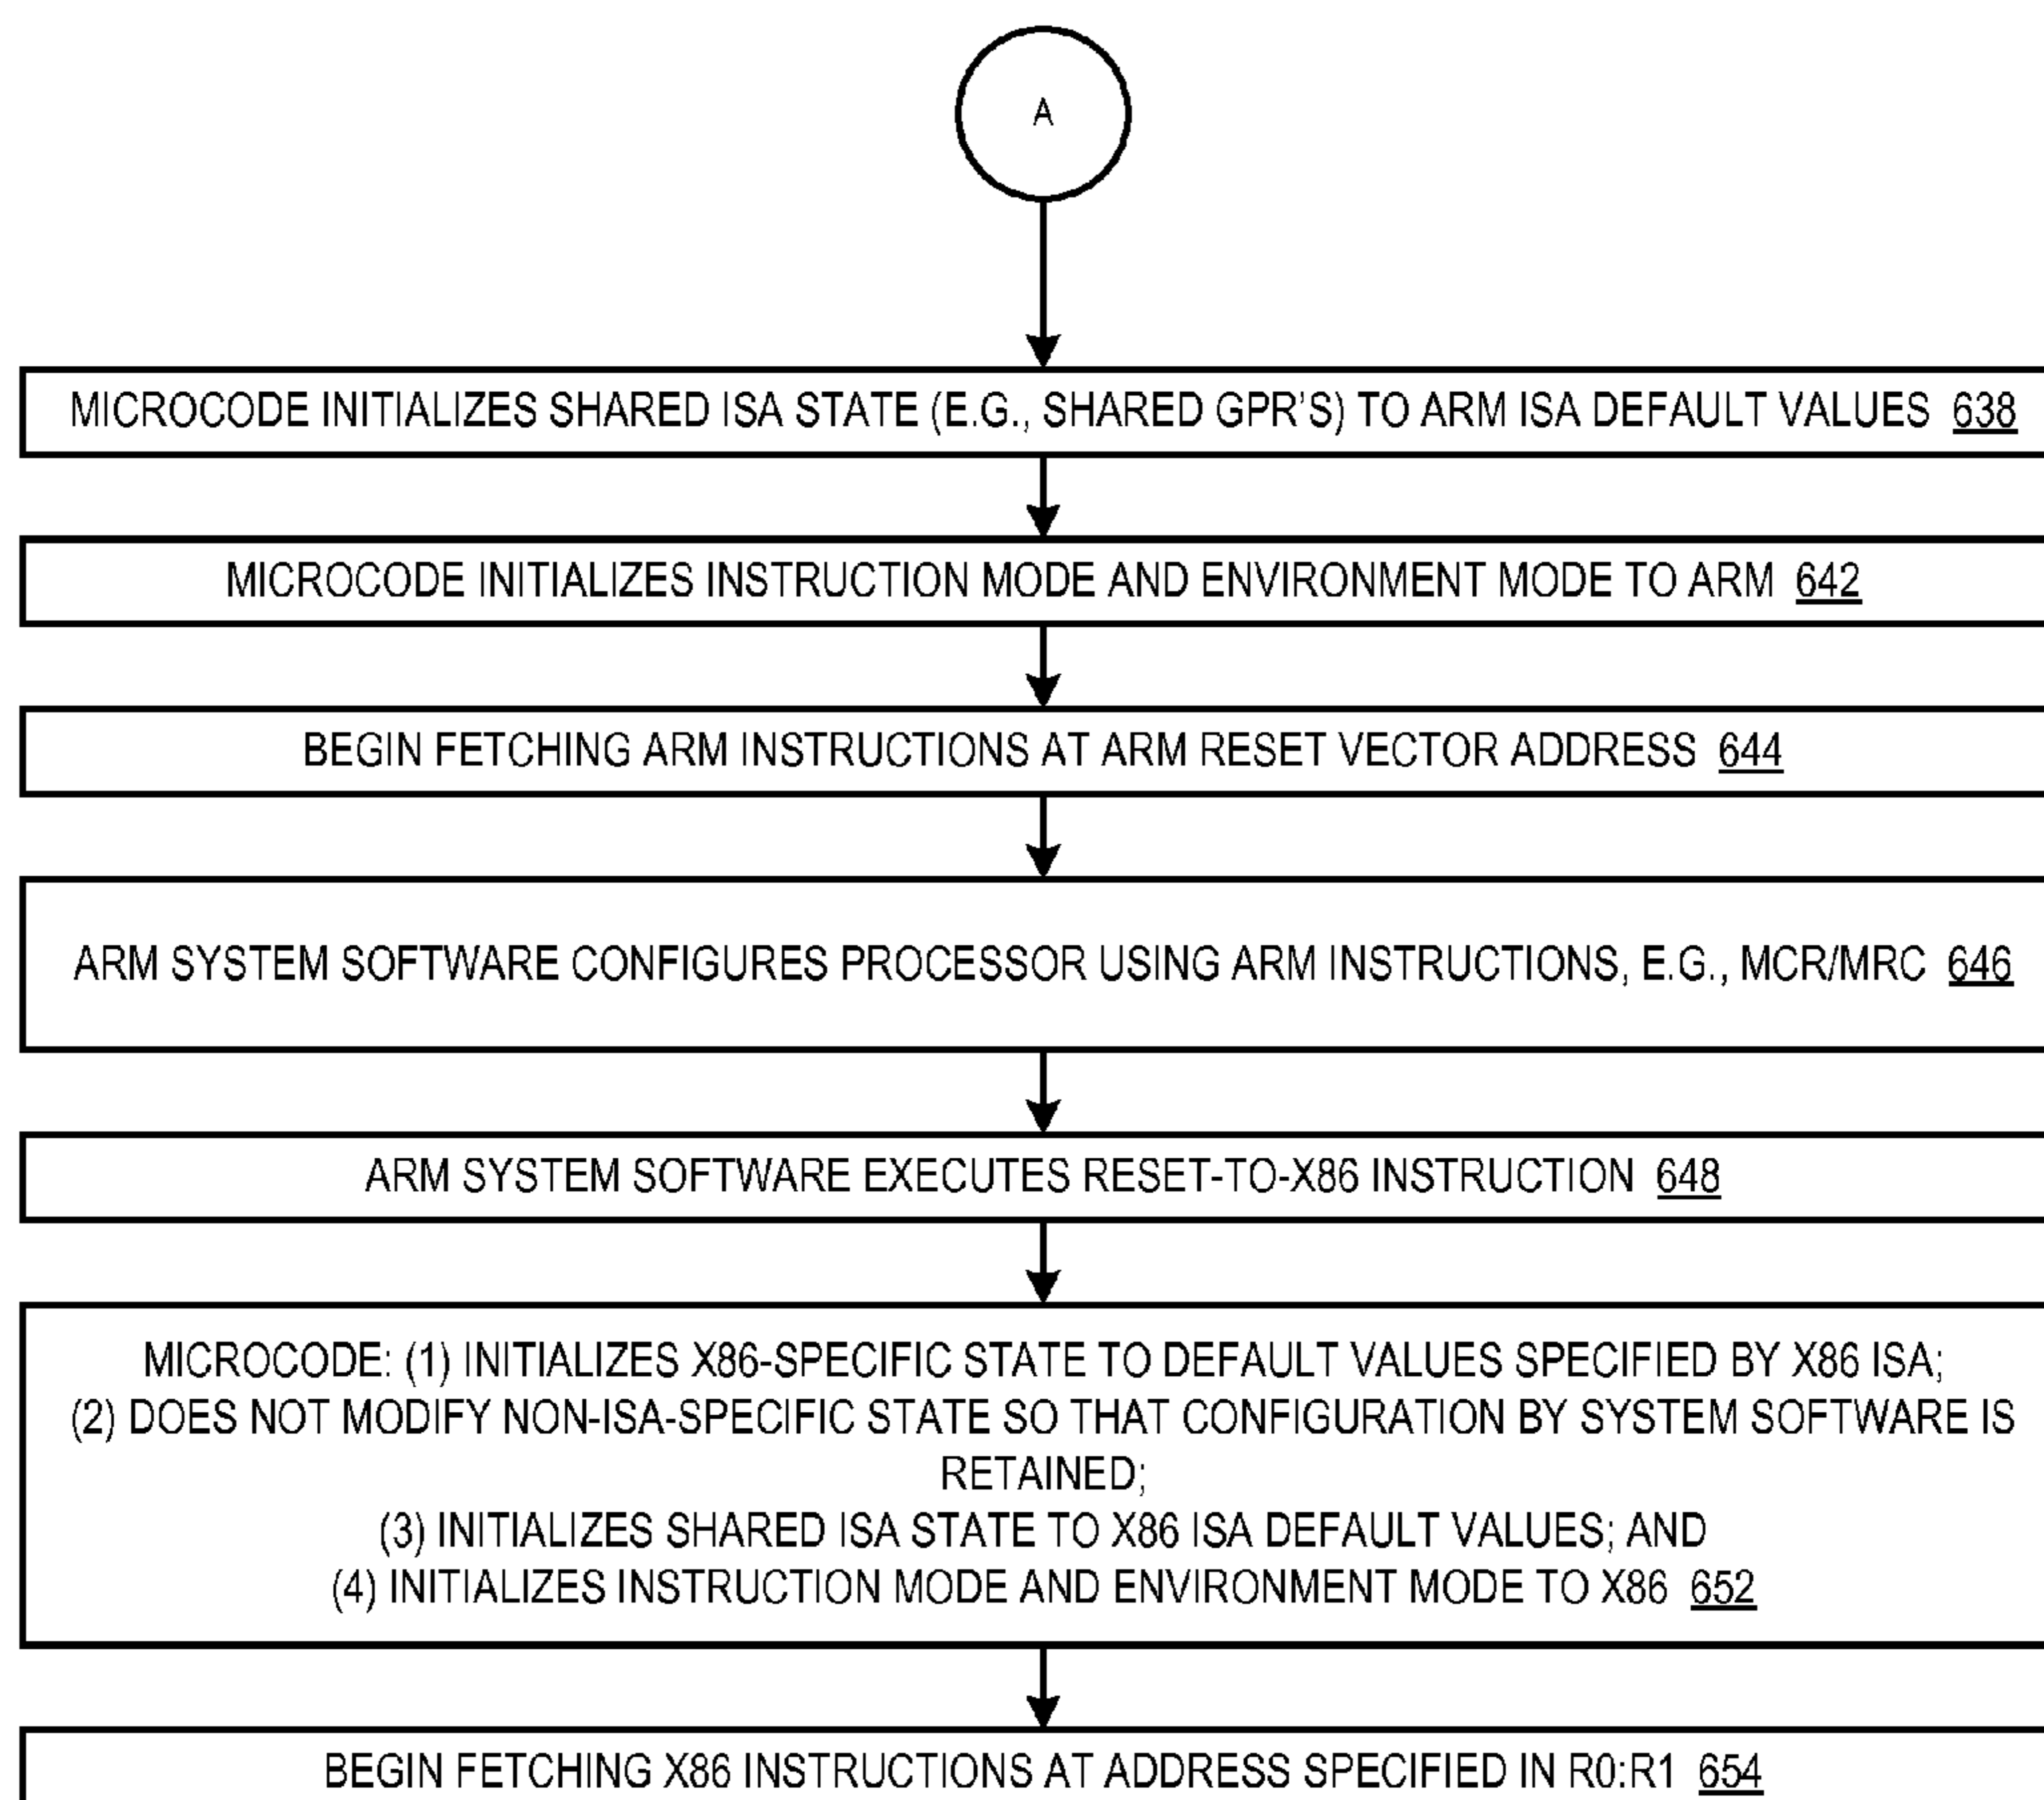 A
MICROCODE INITIALIZES SHARED ISA STATE (E.G., SHARED GPR'S) TO ARM ISA DEFAULT VALUES 638
MICROCODE INITIALIZES INSTRUCTION MODE AND ENVIRONMENT MODE TO ARM 642
BEGIN FETCHING ARM INSTRUCTIONS AT ARM RESET VECTOR ADDRESS 644
ARM SYSTEM SOFTWARE CONFIGURES PROCESSOR USING ARM INSTRUCTIONS, E.G., MCR/MRC 646
ARM SYSTEM SOFTWARE EXECUTES RESET-TO-X86 INSTRUCTION 648
MICROCODE: (1) INITIALIZES X86-SPECIFIC STATE TO DEFAULT VALUES SPECIFIED BY X86 ISA;
(2) DOES NOT MODIFY NON-ISA-SPECIFIC STATE SO THAT CONFIGURATION BY SYSTEM SOFTWARE IS
RETAINED;
(3) INITIALIZES SHARED ISA STATE TO X86 ISA DEFAULT VALUES; AND
(4) INITIALIZES INSTRUCTION MODE AND ENVIRONMENT MODE TO X86 652
BEGIN FETCHING X86 INSTRUCTIONS AT ADDRESS SPECIFIED IN R0:R1 654